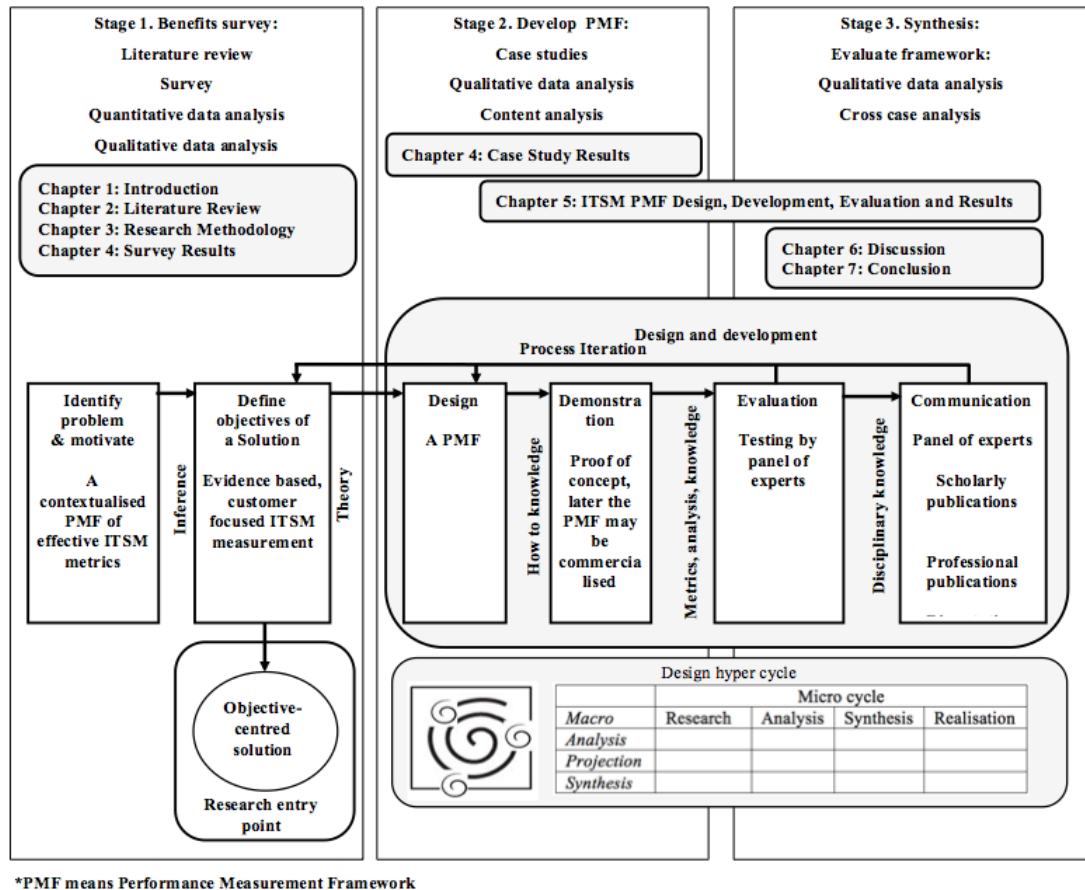 Stage 1. Benefits survey:
Literature review
Survey
Quantitative data analysis
Qualitative data analysis
Chapter 1: Introduction
Chapter 2: Literature Review
Chapter 3: Research Methodology
Chapter 4: Survey Results
Stage 2. Develop PMF:
Case studies
Qualitative data analysis
Content analysis
Chapter 4: Case Study Results
Stage 3. Synthesis:
Evaluate framework:
Qualitative data analysis
Cross case analysis
Chapter 5: ITSM PMF Design, Development, Evaluation and Results
Chapter 6: Discussion
Chapter 7: Conclusion
Design and development
Process Iteration
Identify
problem
& motivate
A
contextualised
PMF of
effective ITSM
metrics
Inference
Define
objectives of
a Solution
Evidence based,
customer
focused ITSM
measurement
Theory
Design
A PMF
How to knowledge
Demonstra
tion
Proof of
concept,
later the
PMF may
be
commercia
lised
Metrics, analysis, knowledge
Evaluation
Testing by
panel of
experts
Disciplinary knowledge
Communication
Panel of experts
Scholarly
publications
Professional
publications
Objective-
centred
solution
Research entry
point
Design hyper cycle
Micro cycle
Macro Research Analysis Synthesis Realisation
Analysis
Projection
Synthesis
*PMF means Performance Measurement Framework